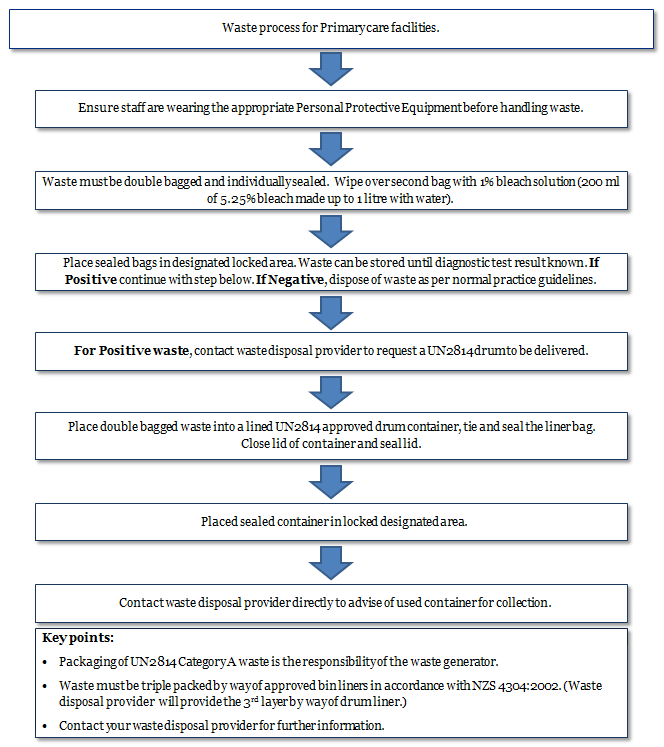 Waste process for Primary care facilities.
Ensure staff are wearing the appropriate Personal Protective Equipment before handling waste.
Waste must be double bagged and individually sealed. Wipe over second bag with 1% bleach solution (200 ml
of 5.25% bleach made up to 1 litre with water).
Place sealed bags in designated locked area. Waste can be stored until diagnostic test result known. If
Positive continue with step below. If Negative, dispose of waste as per normal practice guidelines.
For Positive waste, contact waste disposal provider to request a UN2814 drum to be delivered.
Place double bagged waste into a lined UN2814 approved drum container, tie and seal the liner bag.
Close lid of container and seal lid.
Placed sealed container in locked designated area.
Contact waste disposal provider directly to advise of used container for collection.
Key points:
• Packaging of UN2814 Category A waste is the responsibility of the waste generator.
• Waste must be triple packed by way of approved bin liners in accordance with NZS 4304:2002. (Waste
disposal provider will provide the 3rd layer by way of drum liner.)
• Contact your waste disposal provider for further information.